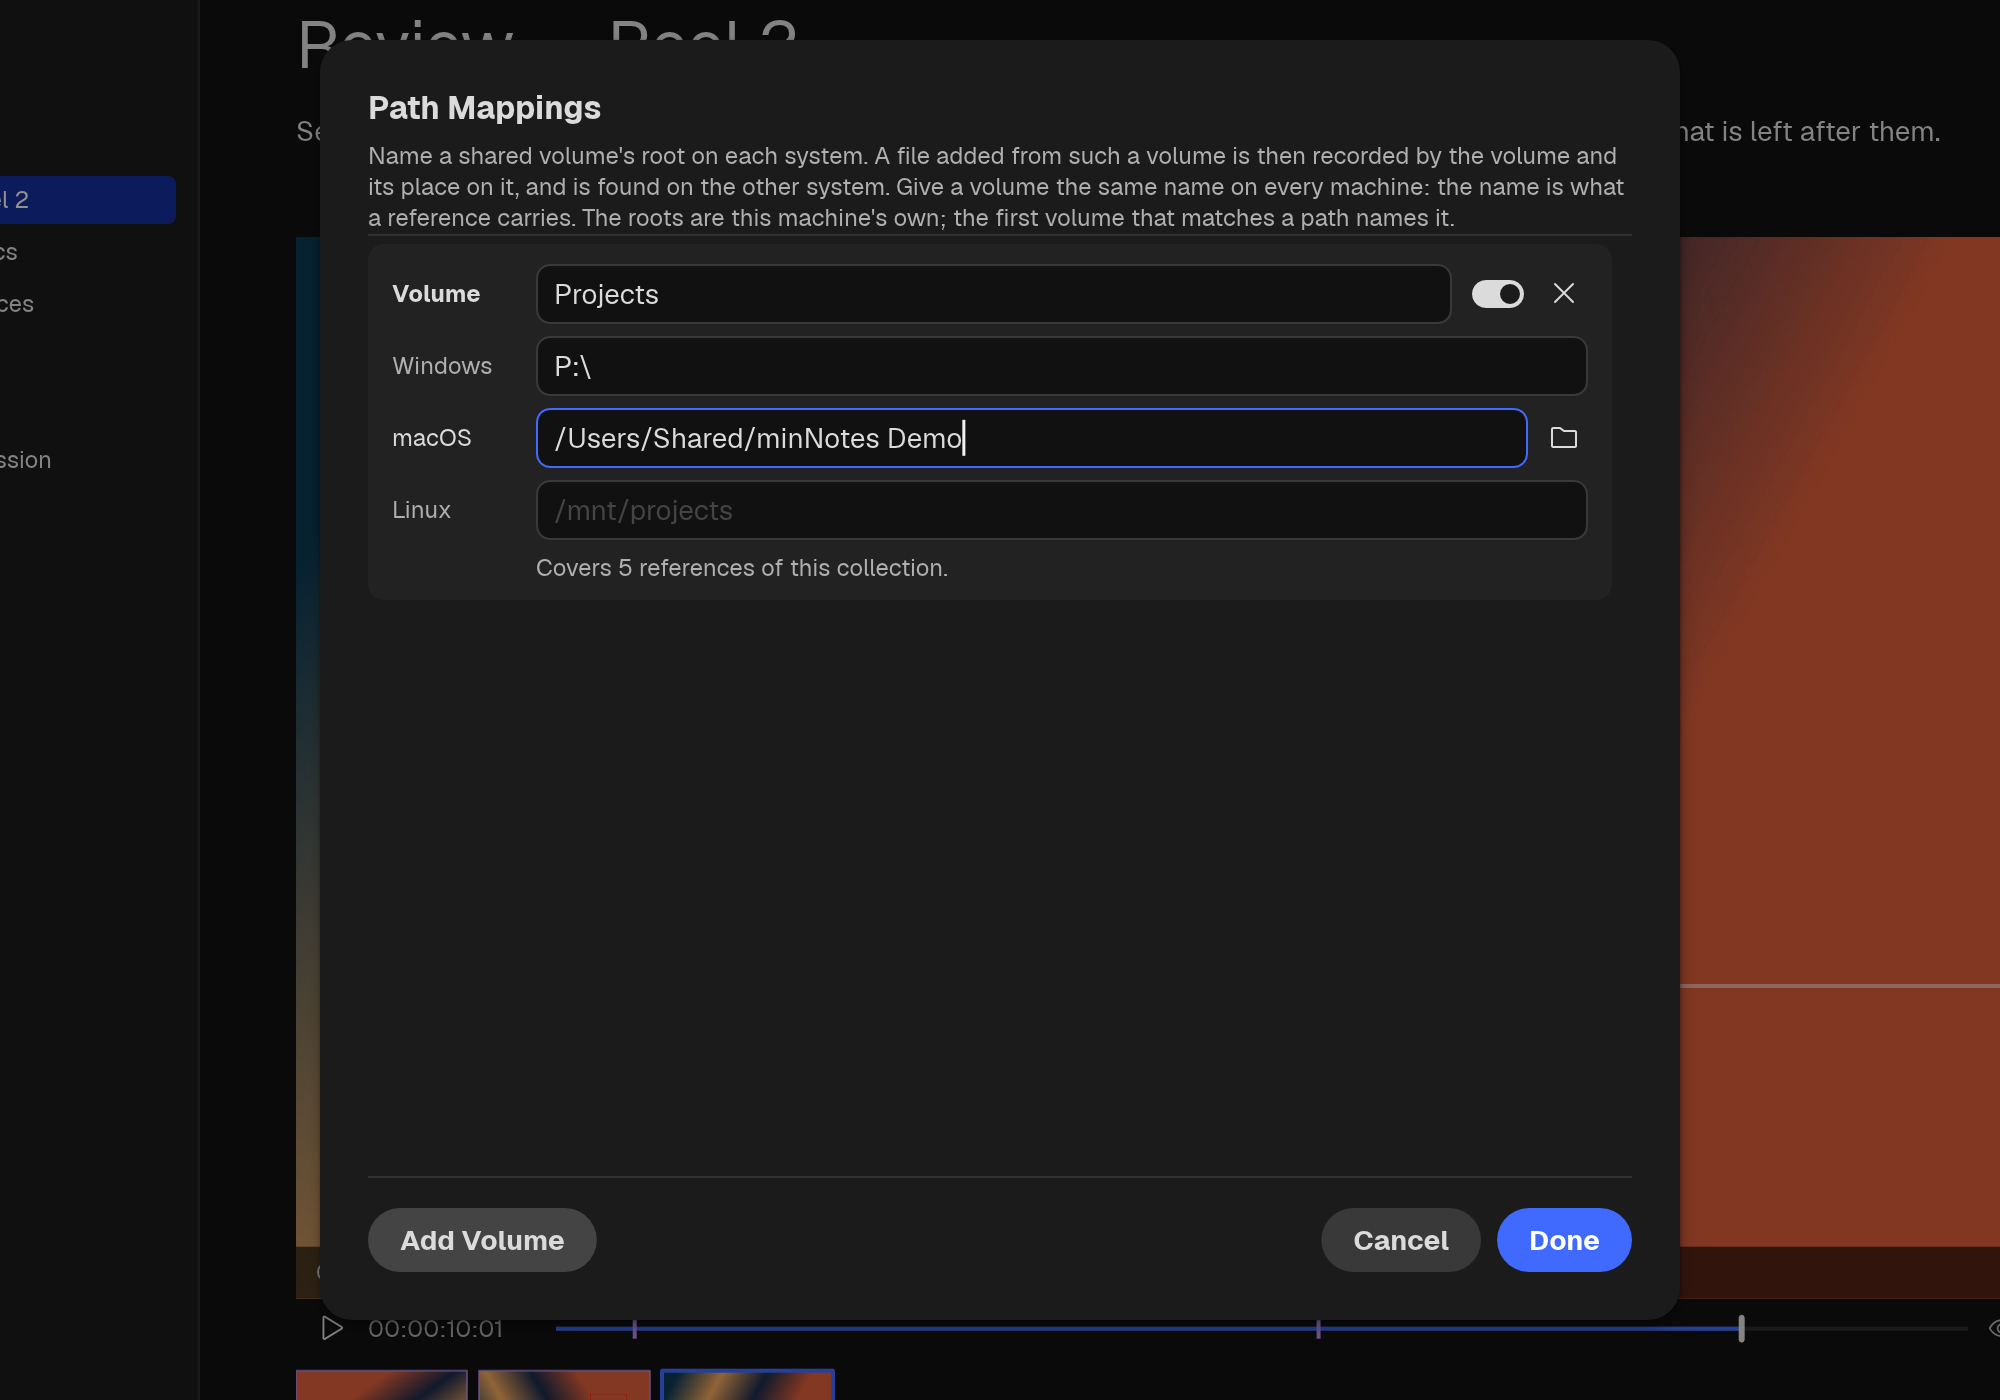 Review Reel 2
Path Mappings
Name a shared volume's root on each system. A file added from such a volume is then recorded by the volume and
its place on it, and is found on the other system. Give a volume the same name on every machine: the name is what
a reference carries. The roots are this machine's own; the first volume that matches a path names it.
hat is left after them.
l 2
cs
ces
ssion
Volume
Projects
Windows
P:\
macOS
/Users/Shared/minNotes Demo
Linux
/mnt/projects
Covers 5 references of this collection.
Add Volume
Cancel
Done
00:00:10:01